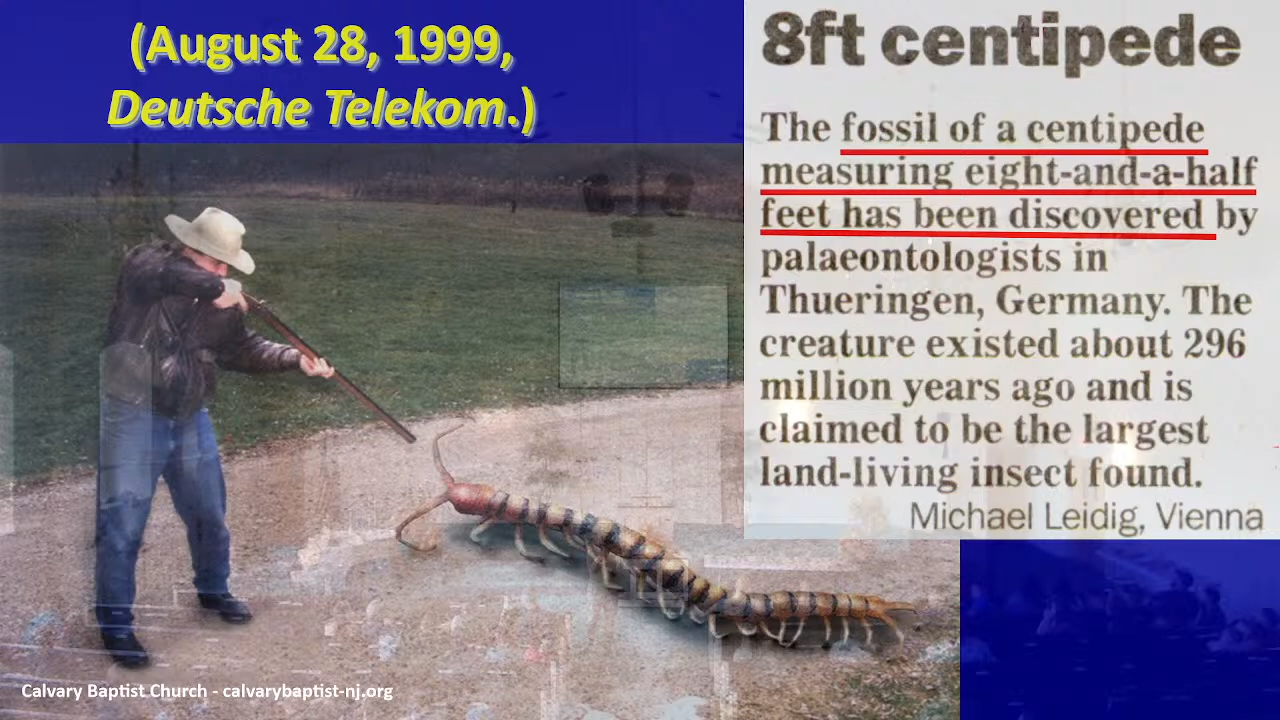 (August 28, 1999,
Deutsche Telekom.)
8ft centipede
The fossil of a centipede
measuring eight-and-a-half
feet has been discovered by
palaeontologists in
Thueringen, Germany. The
creature existed about 296
million years ago and is
claimed to be the largest
land-living insect found.
Michael Leidig, Vienna
Calvary Baptist Church - calvarybaptist-nj.org